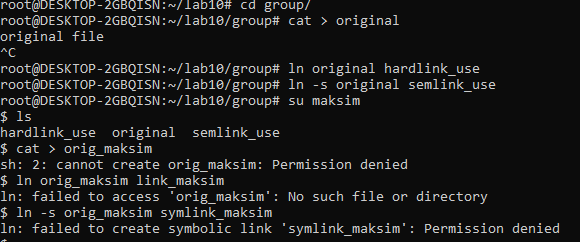 root@DESKTOP-2GBQISN:~/lab10# cd group/
root@DESKTOP-2GBQISN:~/lab10/group# cat > original
original file
^C
root@DESKTOP-2GBQISN:~/lab10/group# ln original hardlink_use
root@DESKTOP-2GBQISN:~/lab10/group# ln -s original semlink_use
root@DESKTOP-2GBQISN:~/lab10/group# su maksim
$ ls
hardlink_use  original  semlink_use
$ cat > orig_maksim
sh: 2: cannot create orig_maksim: Permission denied
$ ln orig_maksim link_maksim
ln: failed to access 'orig_maksim': No such file or directory
$ ln -s orig_maksim symlink_maksim
ln: failed to create symbolic link 'symlink_maksim': Permission denied
$